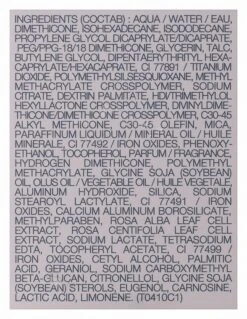 INGREDIENTS (COCTAB) : AQUA / WATER / EAU,
DIMETHICONE, ISOHEXADECANE, ISODODECANE,
PROPYLENE GLYCOL DICAPRYLATE/DICAPRATE,
PEG/PPG-18/18 DIMETHICONE, GLYCERIN, TALC,
BUTYLENE GLYCOL, DIPENTAERYTHRITYL HEXA-
CAPRYLATE/HEXACAPRATE, CI 77891 / TITANIUM
DIOXIDE, POLYMETHYLSILSESQUIOXANE, METHYL
METHACRYLATE CROSSPOLYMER, SODIUM
CITRATE, DEXTRIN PALMITATE, HDI/TRIMETHYLOL
HEXYLLACTONE CROSSPOLYMER, DIVINYLDIME-
THICONE/DIMETHICONE CROSSPOLYMER, C30-45
ALKYL METHICONE, C30-45 OLEFIN MICA,
PARAFFINUM LIQUIDUM / MINERAL OIL / HUILE
MINERALE, CI 77492 / IRON OXIDES, PHENOXY-
ETHANOL, TOCOPHEROL, PARFUM / FRAGRANCE,
HYDROGEN DIMETHICONE, POLYMETHYL
METHACRYLATE, GLYCINE SOJA (SOYBEAN)
OIL, OLUS OIL / VEGETABLE OIL / HUILE VEGETALE,
ALUMINUM HYDROXIDE, SILICA, SODIUM
STEAROYL LACTYLATE, CI 77491 / IRON
OXIDES, CALCIUM ALUMINUM BOROSILICATE,
METHYLPARABEN, ROSA ALBA LEAF CELL
EXTRACT, ROSA CENTIFOLIA LEAF CELL
EXTRACT, SODIUM LACTATE, TETRASODIUM
EDTA, TOCOPHERYL ACETATE, CI 77499 /
IRON OXIDES, CETYL ALCOHOL, PALMITIC
ACID, GERANIOL, SODIUM CARBOXYMETHYL
BETA-GLUCAN, CITRONELLOL, GLYCINE SOJA
(SOYBEAN) STEROLS, EUGENOL, CARNOSINE,
LACTIC ACID, LIMONENE. (T0410C1)